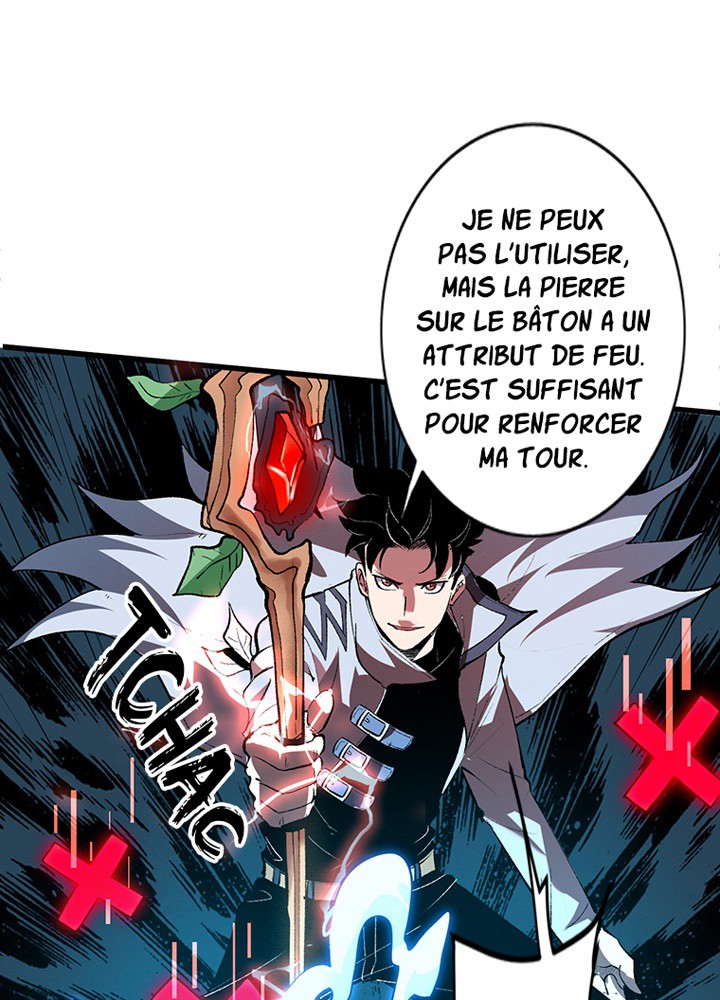 JE NE PEUX
PAS L'UTILISER,
MAIS LA PIERRE
SUR LE BÂTON A UN
ATTRIBUT DE FEU.
C'EST SUFFISANT
POUR RENFORCER
MA TOUR.
W
TCHAC